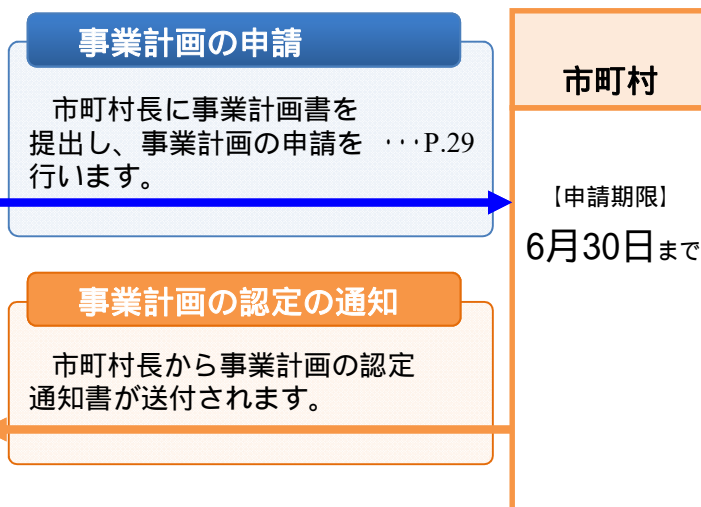 事業計画の申請
市町村長に事業計画書を
提出し、事業計画の申請を ･･･P.29
行います。
市町村
【申請期限】
6月30日まで
事業計画の認定の通知
市町村長から事業計画の認定
通知書が送付されます。